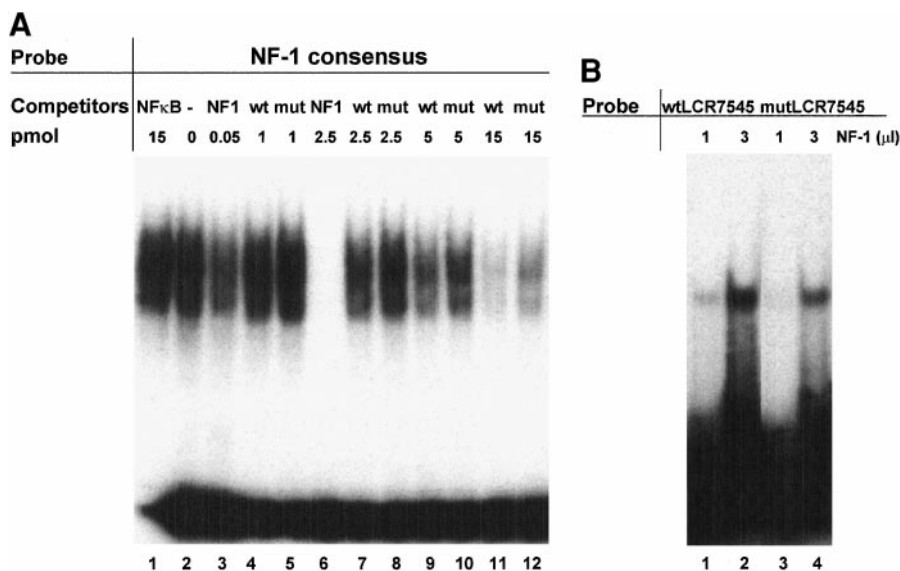 A
Probe NF-1 consensus
Competitors NFκB - NF1 wt mut NF1 wt mut wt mut wt mut
pmol 15 0 0.05 1 1 2.5 2.5 2.5 5 5 15 15
1 2 3 4 5 6 7 8 9 10 11 12
B
Probe wtLCR7545 mutLCR7545
1 3 1 3 NF-1 (µl)
1 2 3 4